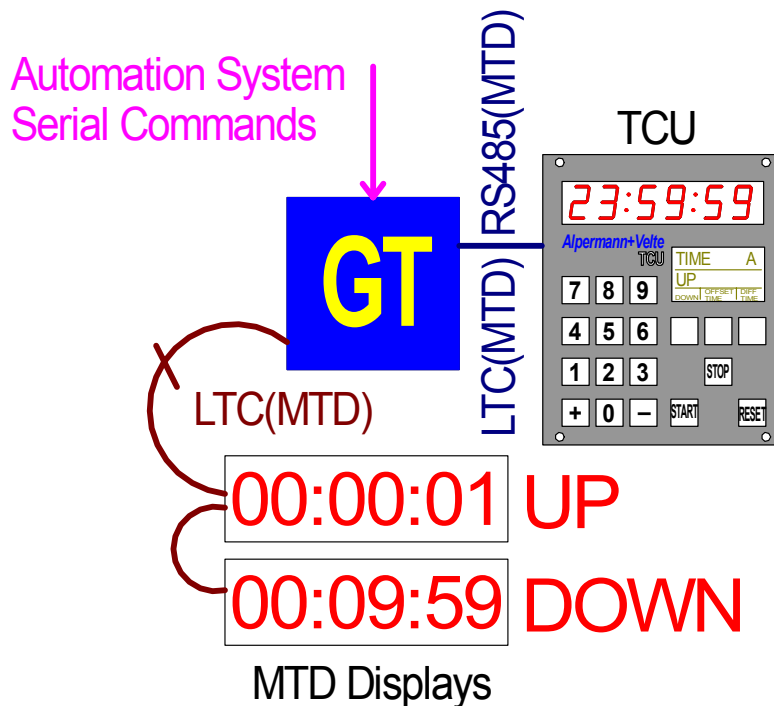 Automation System
Serial Commands
RS485(MTD)
LTC(MTD)
TCU
23:59:59
Alpermann+Velte
TCU
TIME A
UP
DOWN OFFSET TIME DIFF TIME
7 8 9
4 5 6
1 2 3 STOP
+ 0 – START RESET
GT
LTC(MTD)
00:00:01 UP
00:09:59 DOWN
MTD Displays